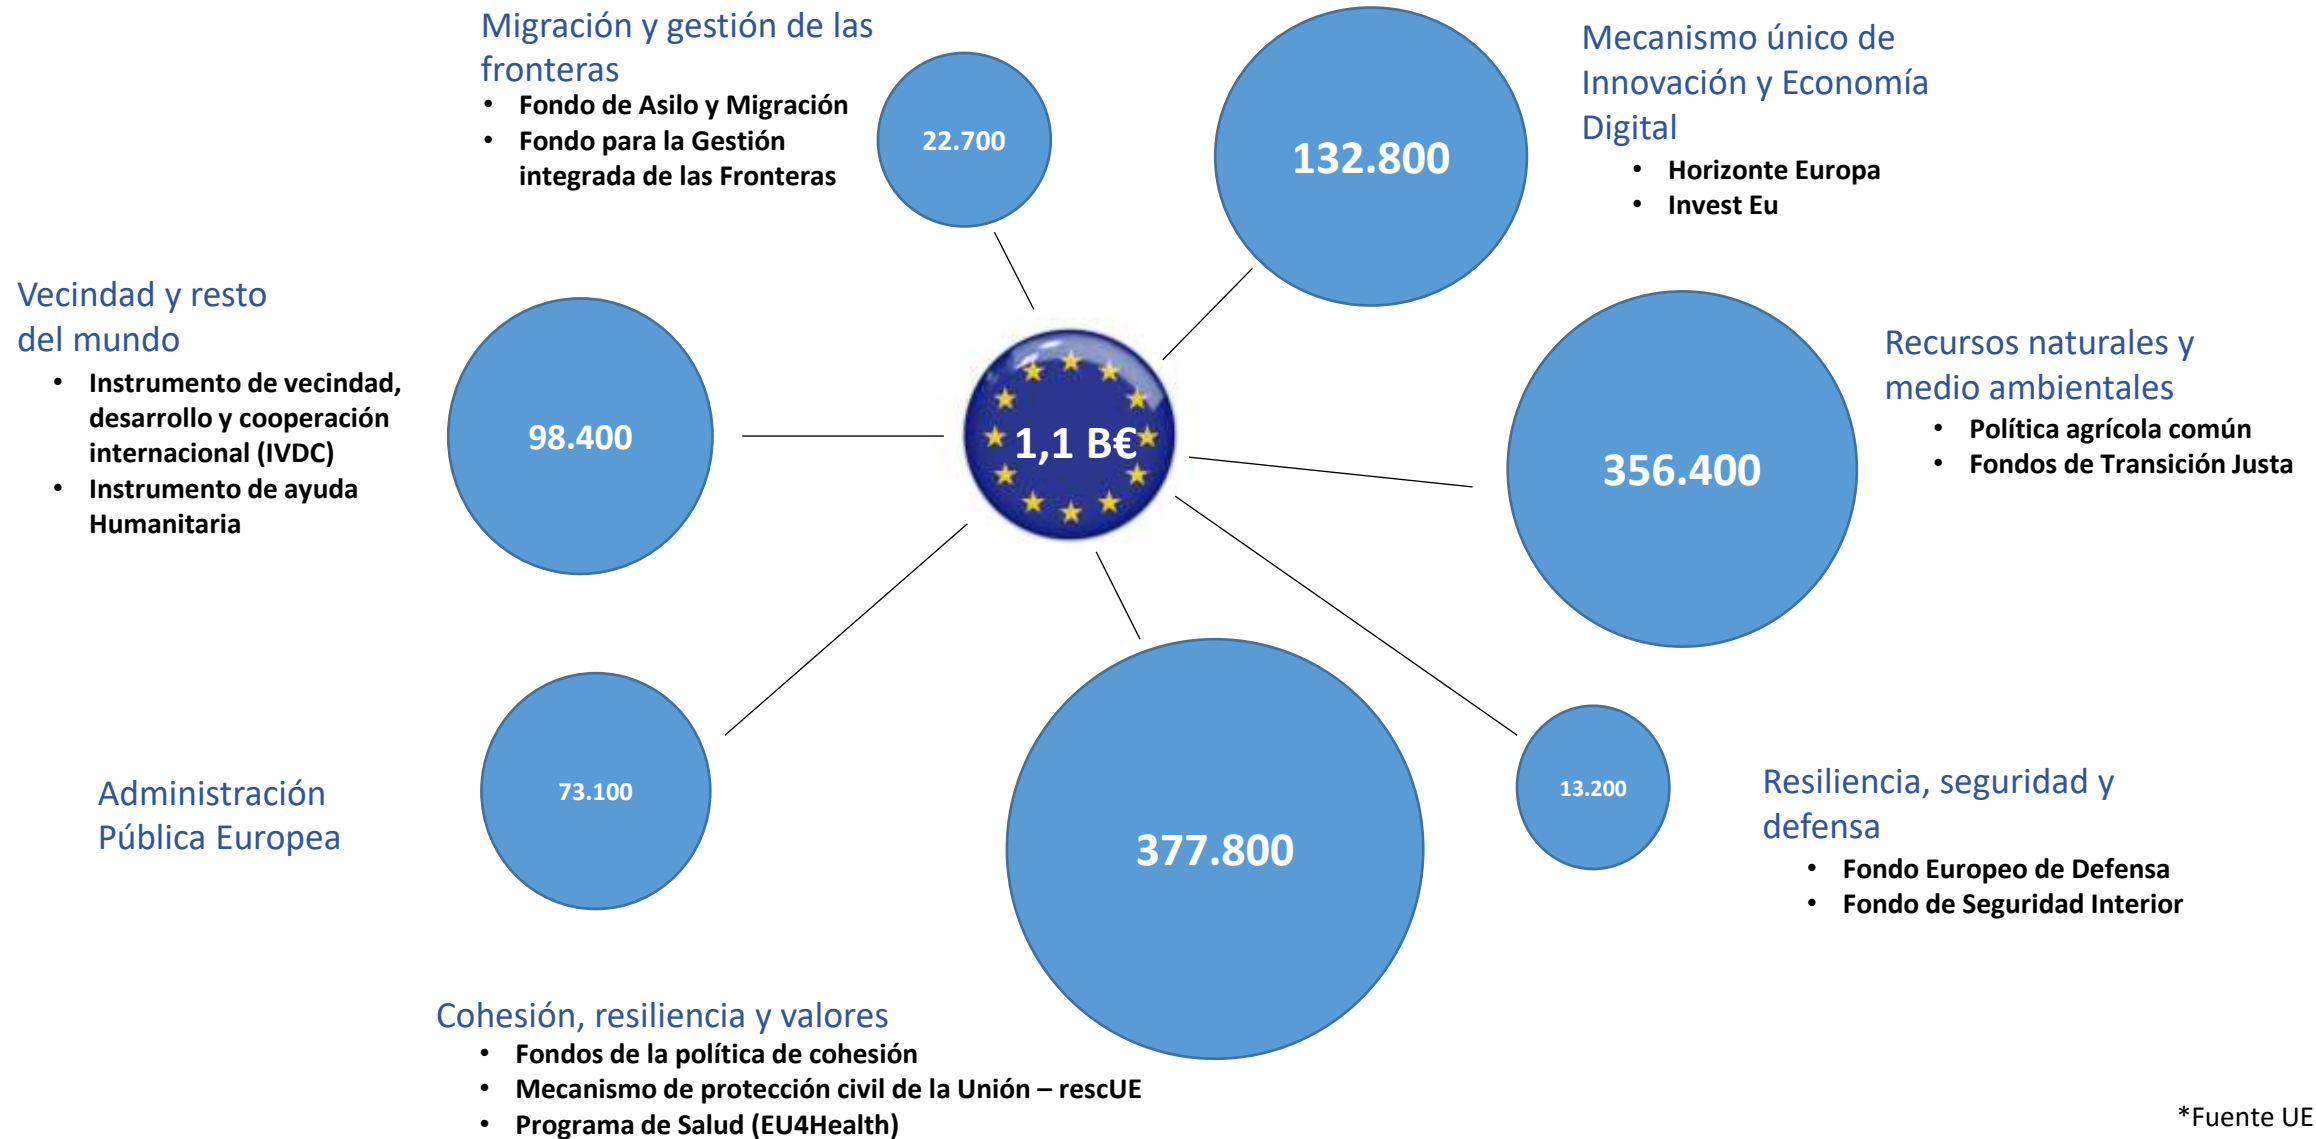 Migración y gestión de las
fronteras
• Fondo de Asilo y Migración
• Fondo para la Gestión
integrada de las Fronteras
22.700
132.800
Mecanismo único de
Innovación y Economía
Digital
• Horizonte Europa
• Invest Eu
Vecindad y resto
del mundo
• Instrumento de vecindad,
desarrollo y cooperación
internacional (IVDC)
• Instrumento de ayuda
Humanitaria
98.400
1,1 B€
356.400
Recursos naturales y
medio ambientales
• Política agrícola común
• Fondos de Transición Justa
Administración
Pública Europea
73.100
377.800
13.200
Resiliencia, seguridad y
defensa
• Fondo Europeo de Defensa
• Fondo de Seguridad Interior
Cohesión, resiliencia y valores
• Fondos de la política de cohesión
• Mecanismo de protección civil de la Unión – rescUE
• Programa de Salud (EU4Health)
*Fuente UE